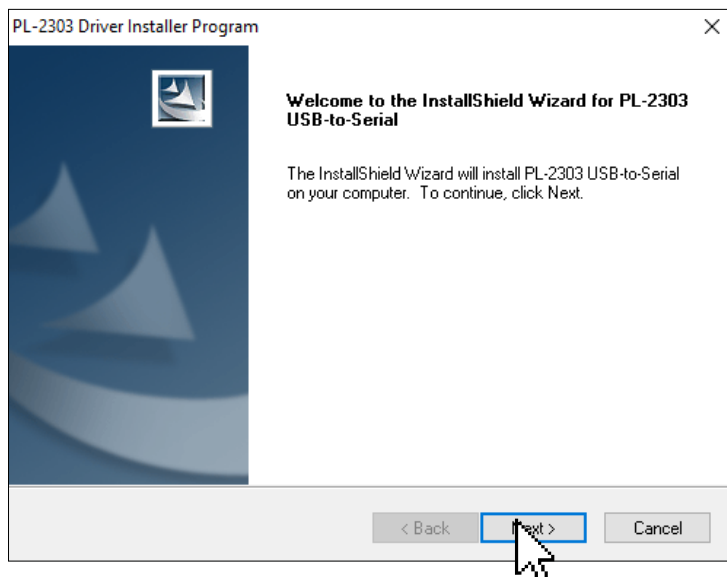 PL-2303 Driver Installer Program
Welcome to the InstallShield Wizard for PL-2303
USB-to-Serial
The InstallShield Wizard will install PL-2303 USB-to-Serial
on your computer.  To continue, click Next.
< Back
Next >
Cancel